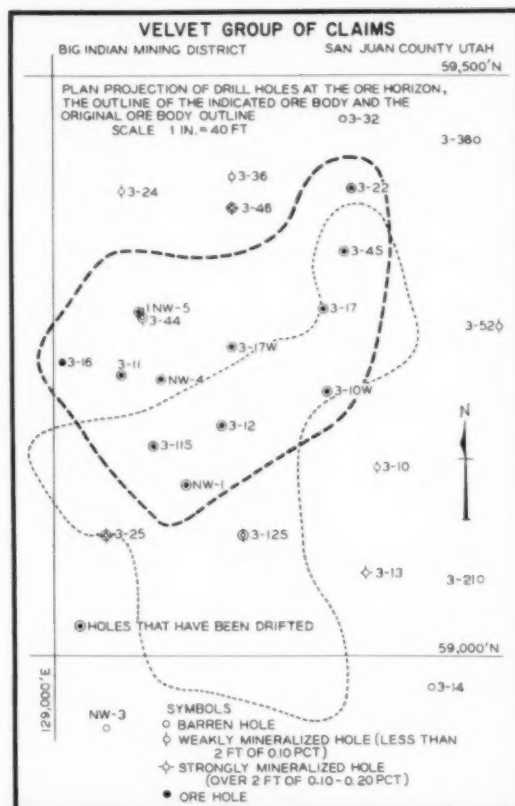 VELVET GROUP OF CLAIMS
BIG INDIAN MINING DISTRICT SAN JUAN COUNTY UTAH
59,500'N
PLAN PROJECTION OF DRILL HOLES AT THE ORE HORIZON,
THE OUTLINE OF THE INDICATED ORE BODY AND THE
ORIGINAL ORE BODY OUTLINE
SCALE 1 IN.=40 FT
3-32
3-38
3-36
3-24
3-22
3-46
3-4S
1NW-5
3-17
3-44
3-52
3-17W
3-16
3-11
NW-4
3-10W
N
3-12
3-11S
3-10
NW-1
3-25
3-12S
3-13
3-21
HOLES THAT HAVE BEEN DRIFTED
59,000'N
129,000'E
3-14
NW-3
SYMBOLS
BARREN HOLE
WEAKLY MINERALIZED HOLE (LESS THAN
2 FT OF 0.10 PCT)
STRONGLY MINERALIZED HOLE
(OVER 2 FT OF 0.10-0.20 PCT)
ORE HOLE